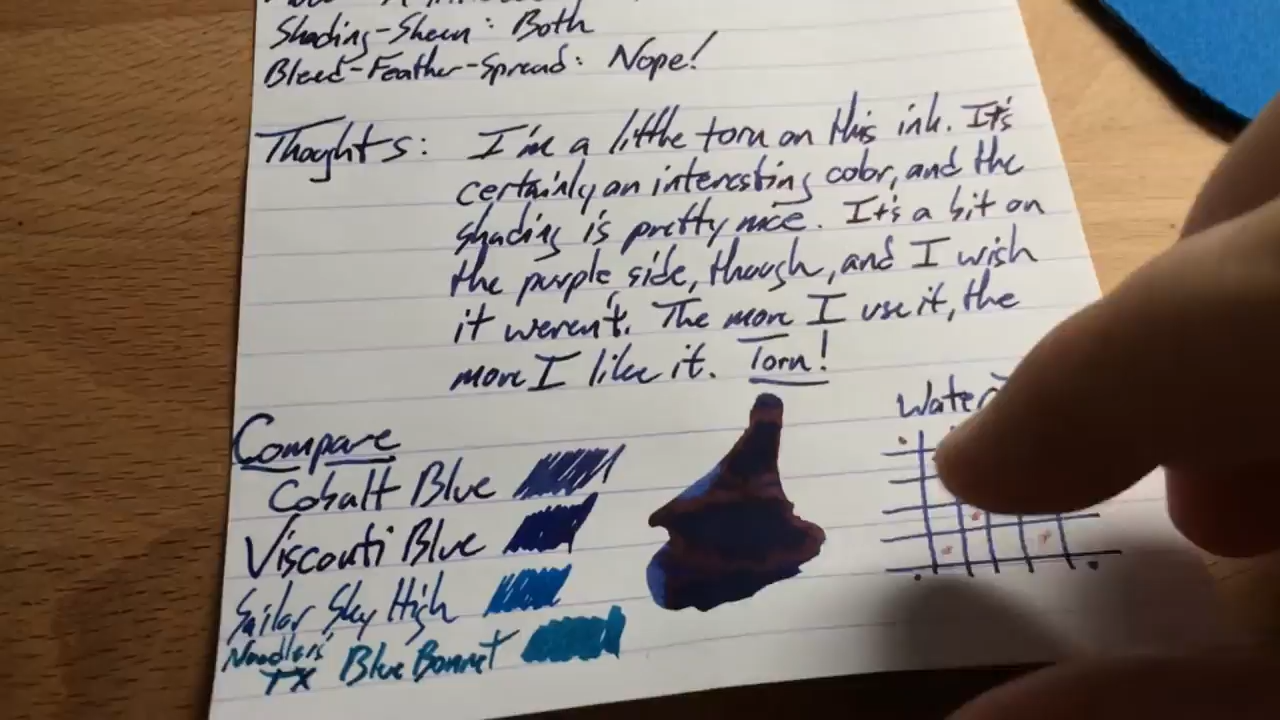 Shading-Sheen: Both
Bleed-Feather-Spread: Nope!
Thoghts: I'm a little torn on this ink. It's
certainly an interesting color, and the
shading is pretty nice. It's a bit on
the purple side, though, and I wish
it weren't. The more I use it, the
more I like it. Torn!
Water
Compare
Cobalt Blue
Visconti Blue
Sailor Sky High
Noodlers'
TX Blue Bonnet